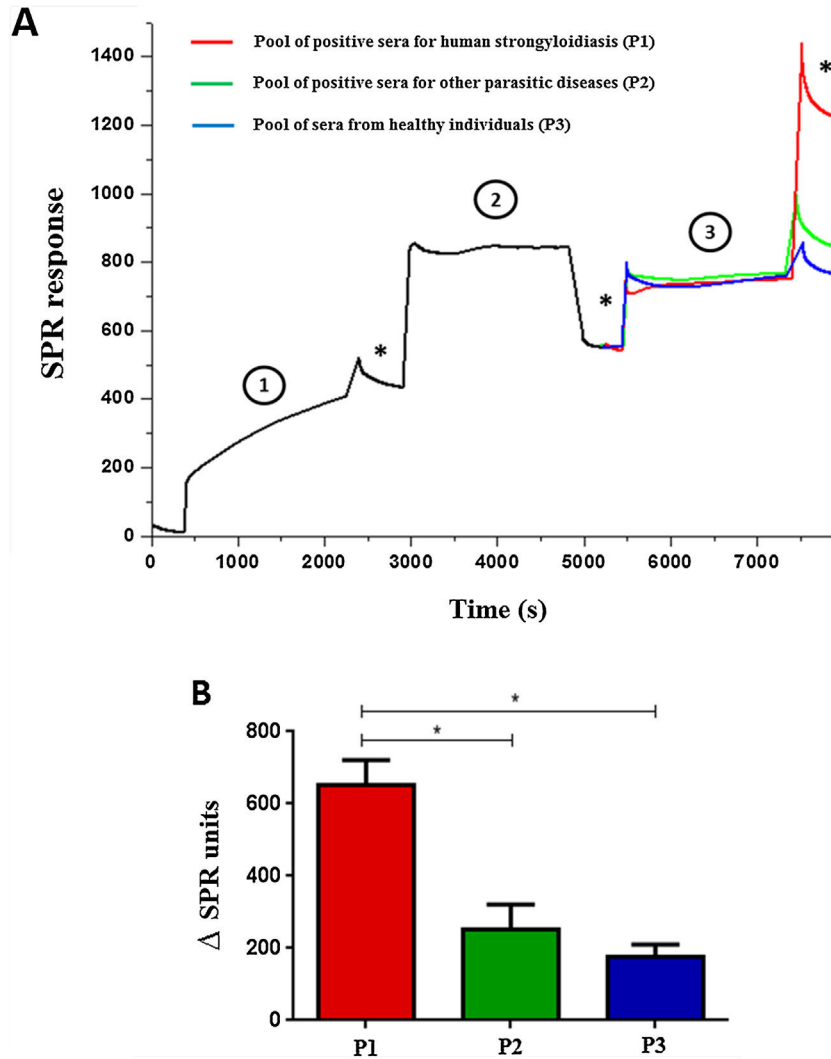 A
Pool of positive sera for human strongyloidiasis (P1)
Pool of positive sera for other parasitic diseases (P2)
Pool of sera from healthy individuals (P3)
SPR response
1400
1200
1000
800
600
400
200
0
1
*
2
*
3
*
0 1000 2000 3000 4000 5000 6000 7000
Time (s)
B
*
*
Δ SPR units
800
600
400
200
0
P1 P2 P3